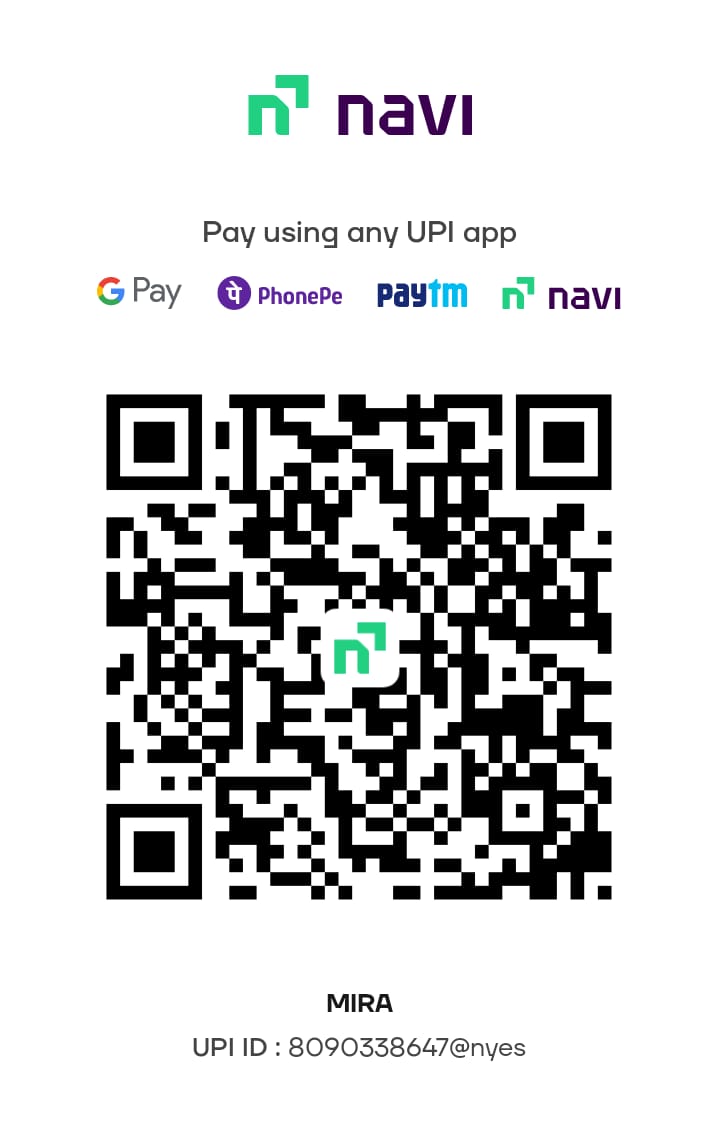 navi
Pay using any UPI app
G Pay पे PhonePe paytm navi
MIRA
UPI ID : 8090338647@nyes